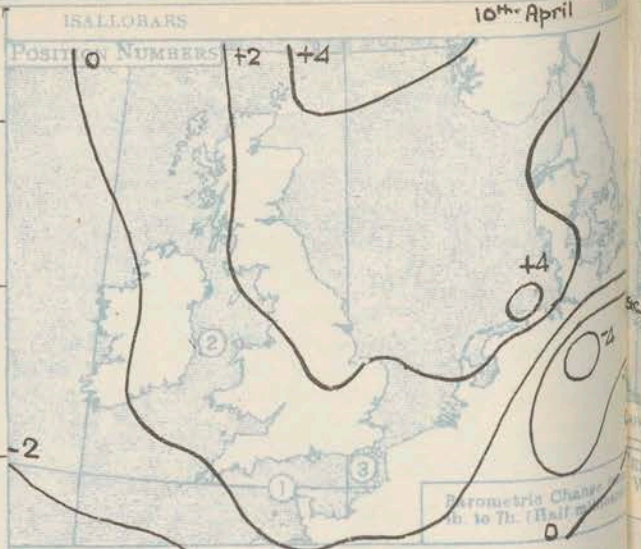 10th April
ISALLOBARS
POSITION NUMBERS
0
+2
+4
+4
-4
2
-2
3
1
Barometric Change
1h. to 7h. (Half
0